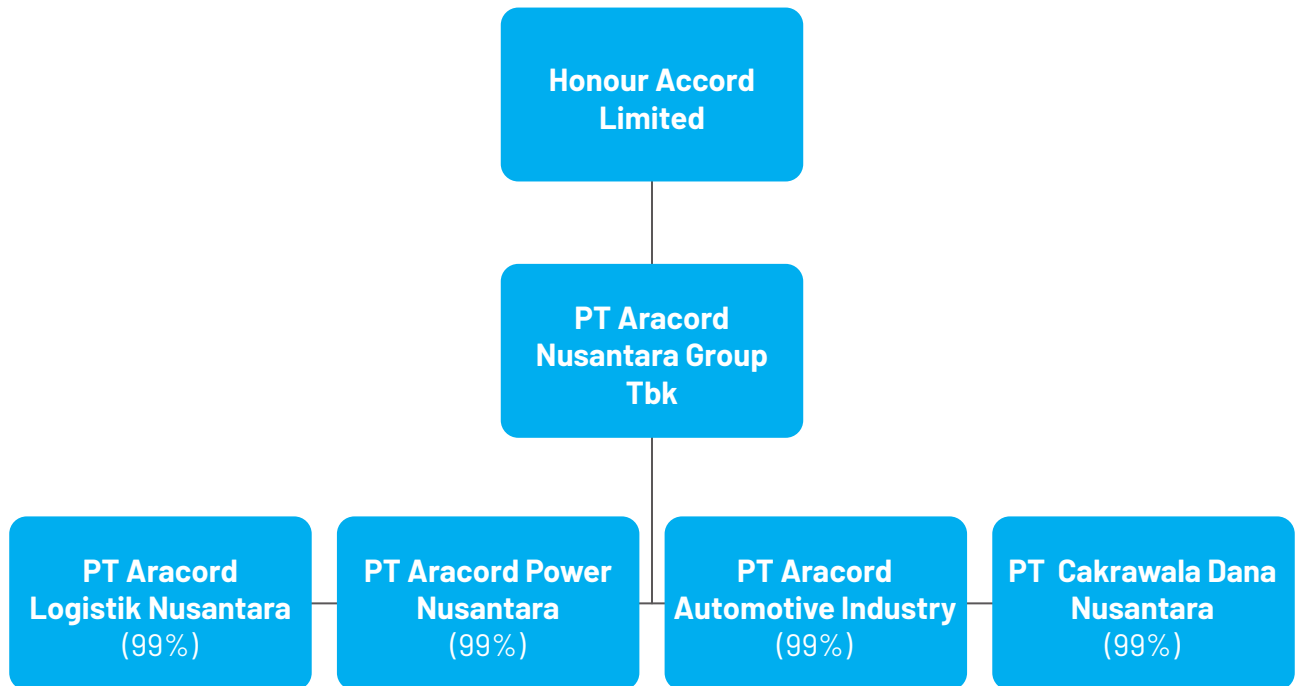 Honour Accord
Limited
PT Aracord
Nusantara Group
Tbk
PT Aracord
Logistik Nusantara
(99%)
PT Aracord Power
Nusantara
(99%)
PT Aracord
Automotive Industry
(99%)
PT Cakrawala Dana
Nusantara
(99%)